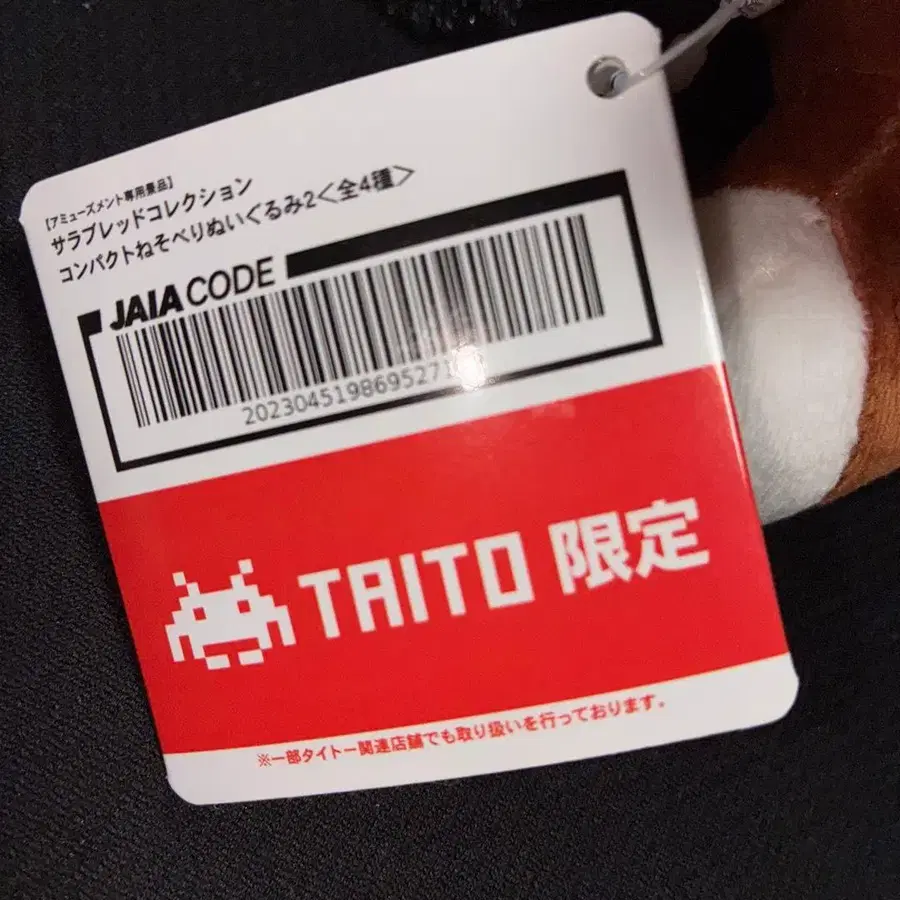 [アミューズメント専用景品]
サラブレッドコレクション
コンパクトねそべりぬいぐるみ2<全4種>
JAIA CODE
TAITO 限定
※一部タイトー関連店舗でも取り扱いを行っております。